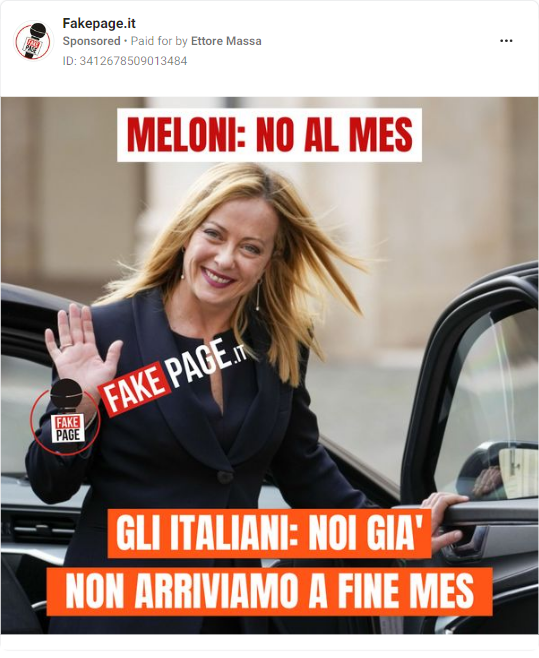 Fakepage.it
Sponsored • Paid for by Ettore Massa
ID: 3412678509013484
MELONI: NO AL MES
FAKE PAGE.IT
FAKE
PAGE
GLI ITALIANI: NOI GIA'
NON ARRIVIAMO A FINE MES